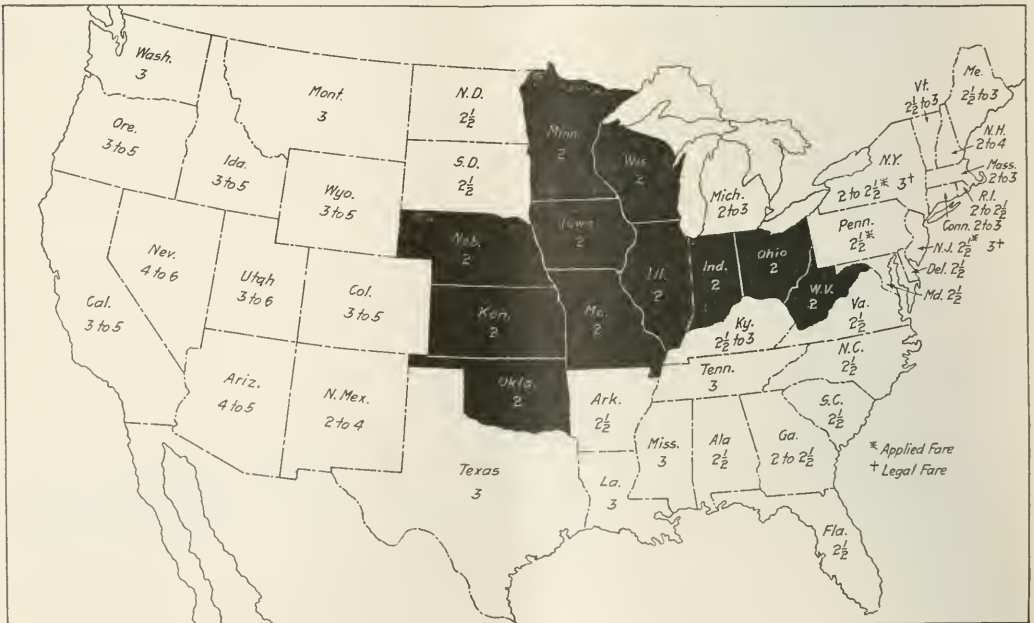 Wash.
3
Ore.
3 to 5
Cal.
3 to 5
Nev.
4 to 6
Ida.
3 to 5
Mont.
3
Wyo.
3 to 5
Utah
3 to 6
Col.
3 to 5
Ariz.
4 to 5
N. Mex.
2 to 4
N.D.
2½
S.D.
2½
Neb.
2
Kan.
2
Okla.
2
Texas
3
Minn.
2
Iowa
2
Mo.
2
Ark.
2½
La.
3
Wis.
2
Ill.
2
Mich.
2 to 3
Ind.
2
Ohio
2
Ky.
2½ to 3
Tenn.
3
Miss.
3
Ala
2½
Ga.
2 to 2½
Fla.
2½
S.C.
2½
N.C.
2½
Va.
2½
W.V.
2
Penn.
2½*
N.Y.
2 to 2½* 3†
Vt.
2½ to 3
Me.
2½ to 3
N.H.
2 to 4
Mass.
2 to 3
R.I.
2 to 2½
Conn. 2 to 3
N.J. 2½* 3†
Del. 2½
Md. 2½
* Applied Fare
† Legal Fare